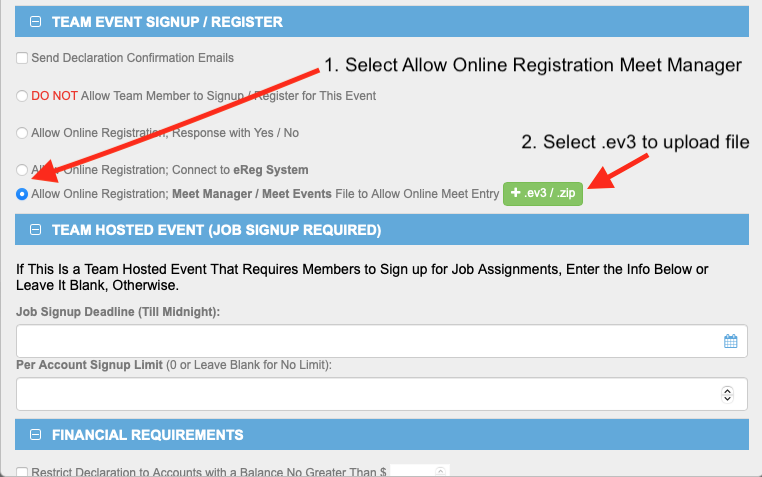 TEAM EVENT SIGNUP / REGISTER
Send Declaration Confirmation Emails
1. Select Allow Online Registration Meet Manager
DO NOT Allow Team Member to Signup / Register for This Event
Allow Online Registration; Response with Yes / No
2. Select .ev3 to upload file
Allow Online Registration; Connect to eReg System
Allow Online Registration; Meet Manager / Meet Events File to Allow Online Meet Entry + .ev3 / .zip
TEAM HOSTED EVENT (JOB SIGNUP REQUIRED)
If This Is a Team Hosted Event That Requires Members to Sign up for Job Assignments, Enter the Info Below or
Leave It Blank, Otherwise.
Job Signup Deadline (Till Midnight):
Per Account Signup Limit (0 or Leave Blank for No Limit):
FINANCIAL REQUIREMENTS
Restrict Declaration to Accounts with a Balance No Greater Than $